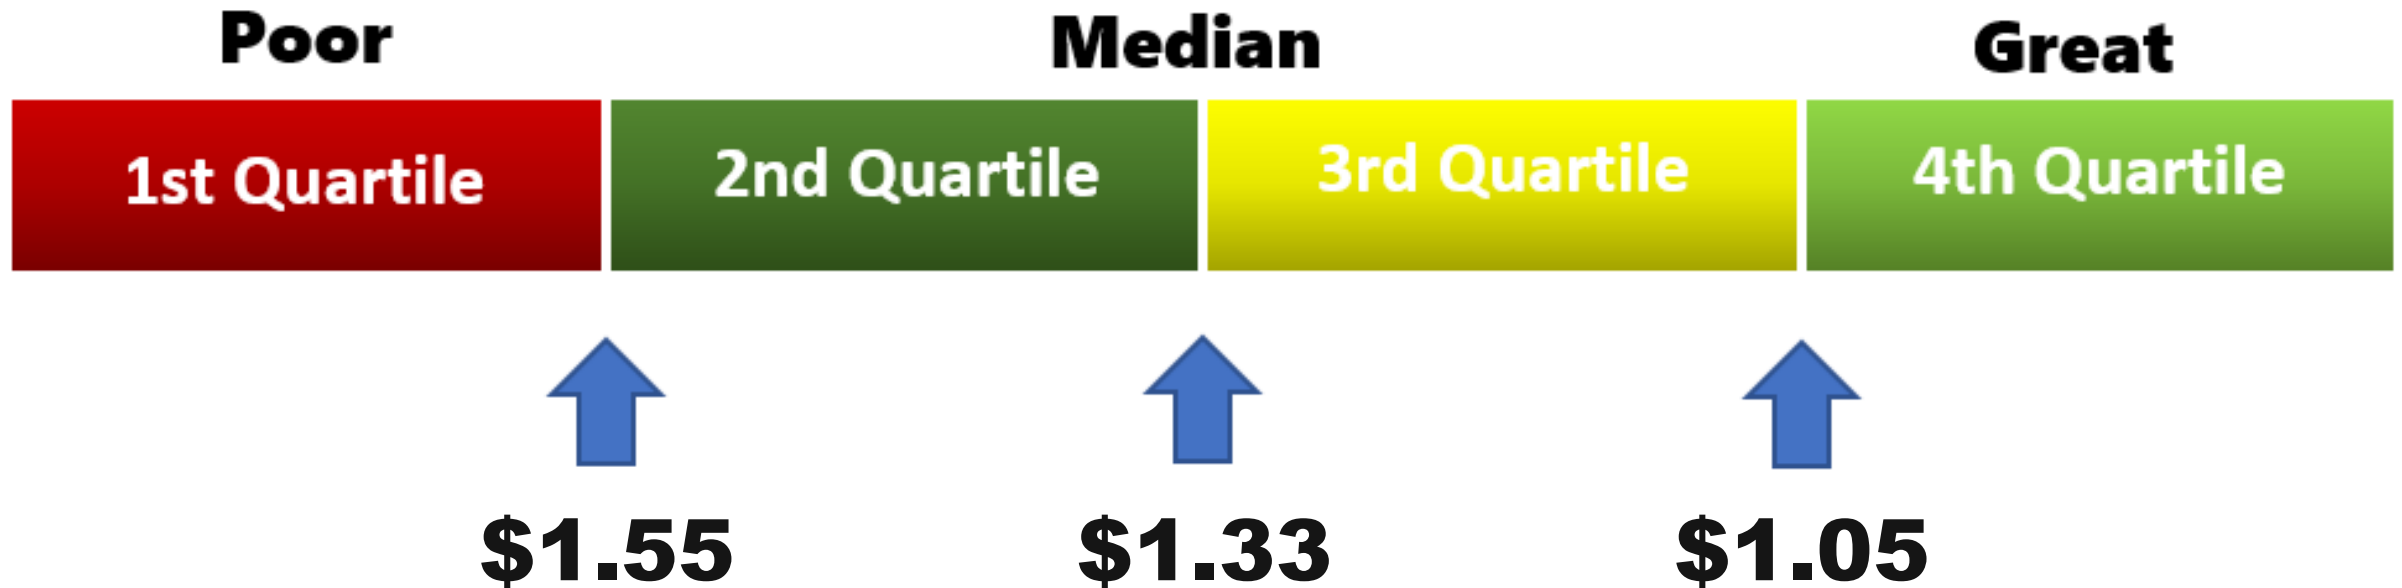 Poor Median Great
1st Quartile 2nd Quartile 3rd Quartile 4th Quartile
$1.55 $1.33 $1.05